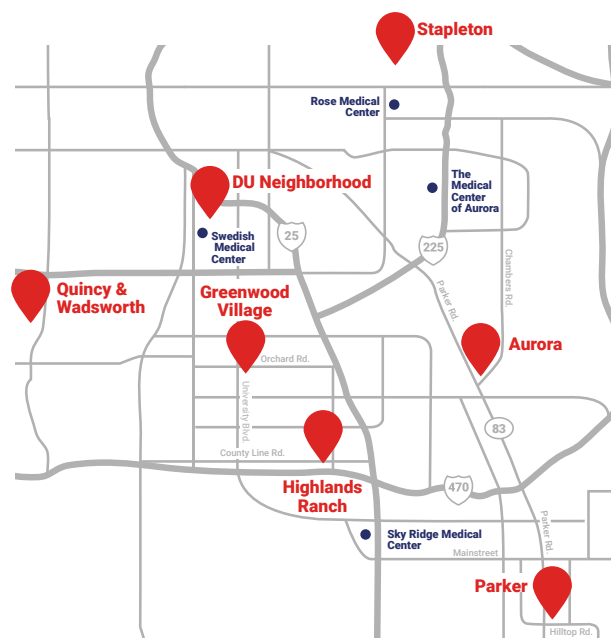 Stapleton
Rose Medical
Center
DU Neighborhood
The
Medical
Center
of Aurora
Swedish
Medical
Center
25
225
Chambers Rd.
Quincy &
Wadsworth
Greenwood
Village
Parker Rd.
Aurora
Orchard Rd.
University Blvd.
83
County Line Rd.
Highlands
Ranch
470
Parker Rd.
Sky Ridge Medical
Center
Mainstreet
Parker
Hilltop Rd.